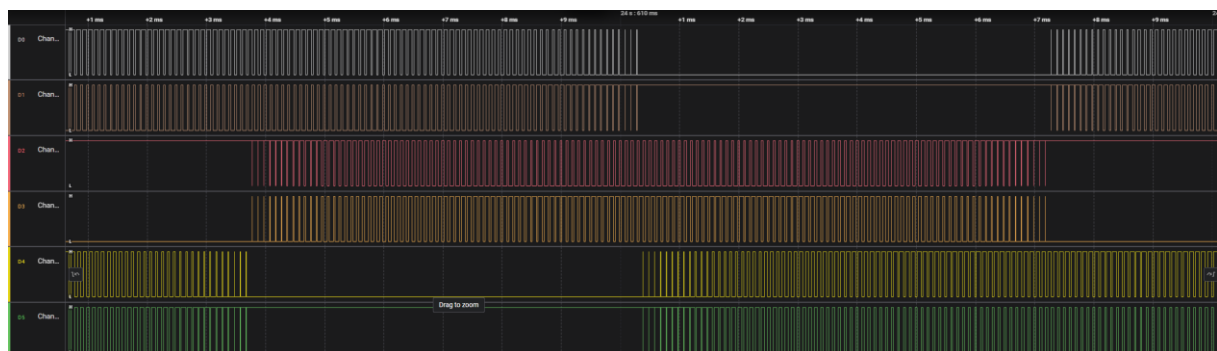 24 s : 610 ms
+1 ms +2 ms +3 ms +4 ms +5 ms +6 ms +7 ms +8 ms +9 ms +1 ms +2 ms +3 ms +4 ms +5 ms +6 ms +7 ms +8 ms +9 ms
D0 Chan...
H
L
D1 Chan...
H
L
D2 Chan...
H
L
D3 Chan...
H
L
D4 Chan...
H
L
Drag to zoom
D5 Chan...
H